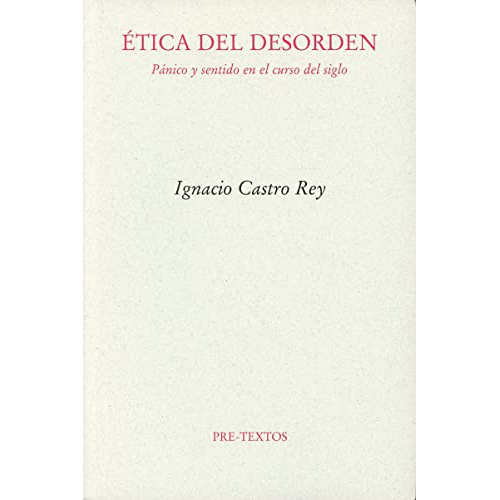 ÉTICA DEL DESORDEN
Pánico y sentido en el curso del siglo
Ignacio Castro Rey
PRE-TEXTOS